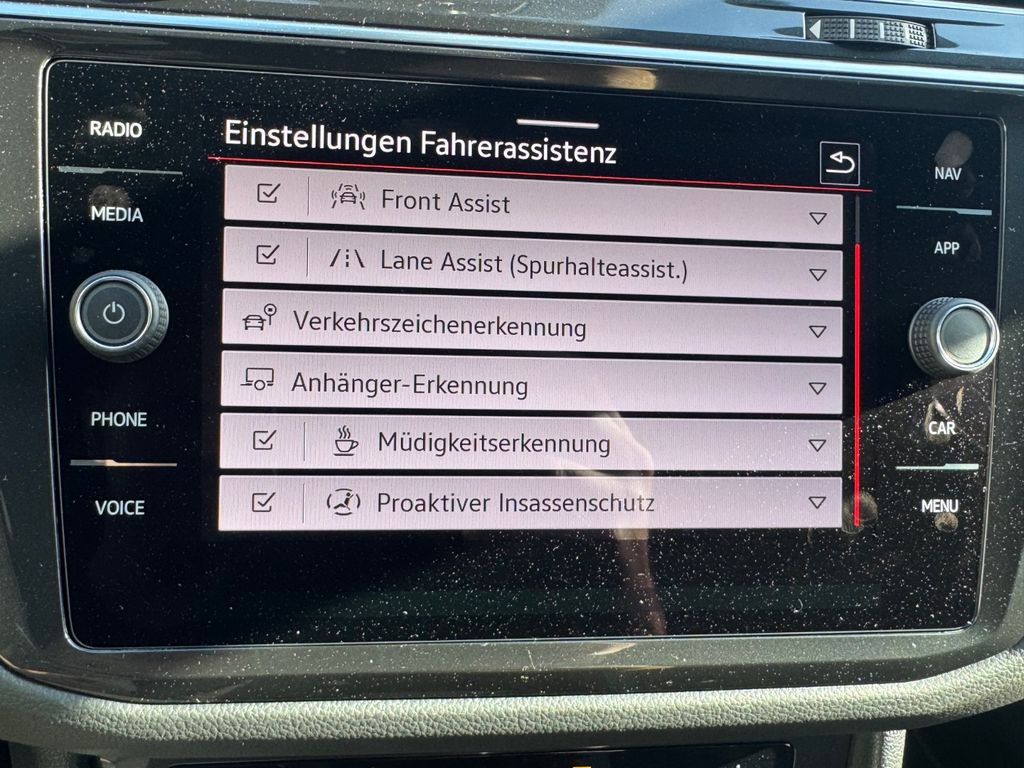 RADIO
MEDIA
PHONE
VOICE
Einstellungen Fahrerassistenz
Front Assist
Lane Assist (Spurhalteassist.)
Verkehrszeichenerkennung
Anhänger-Erkennung
Müdigkeitserkennung
Proaktiver Insassenschutz
NAV
APP
CAR
MENU